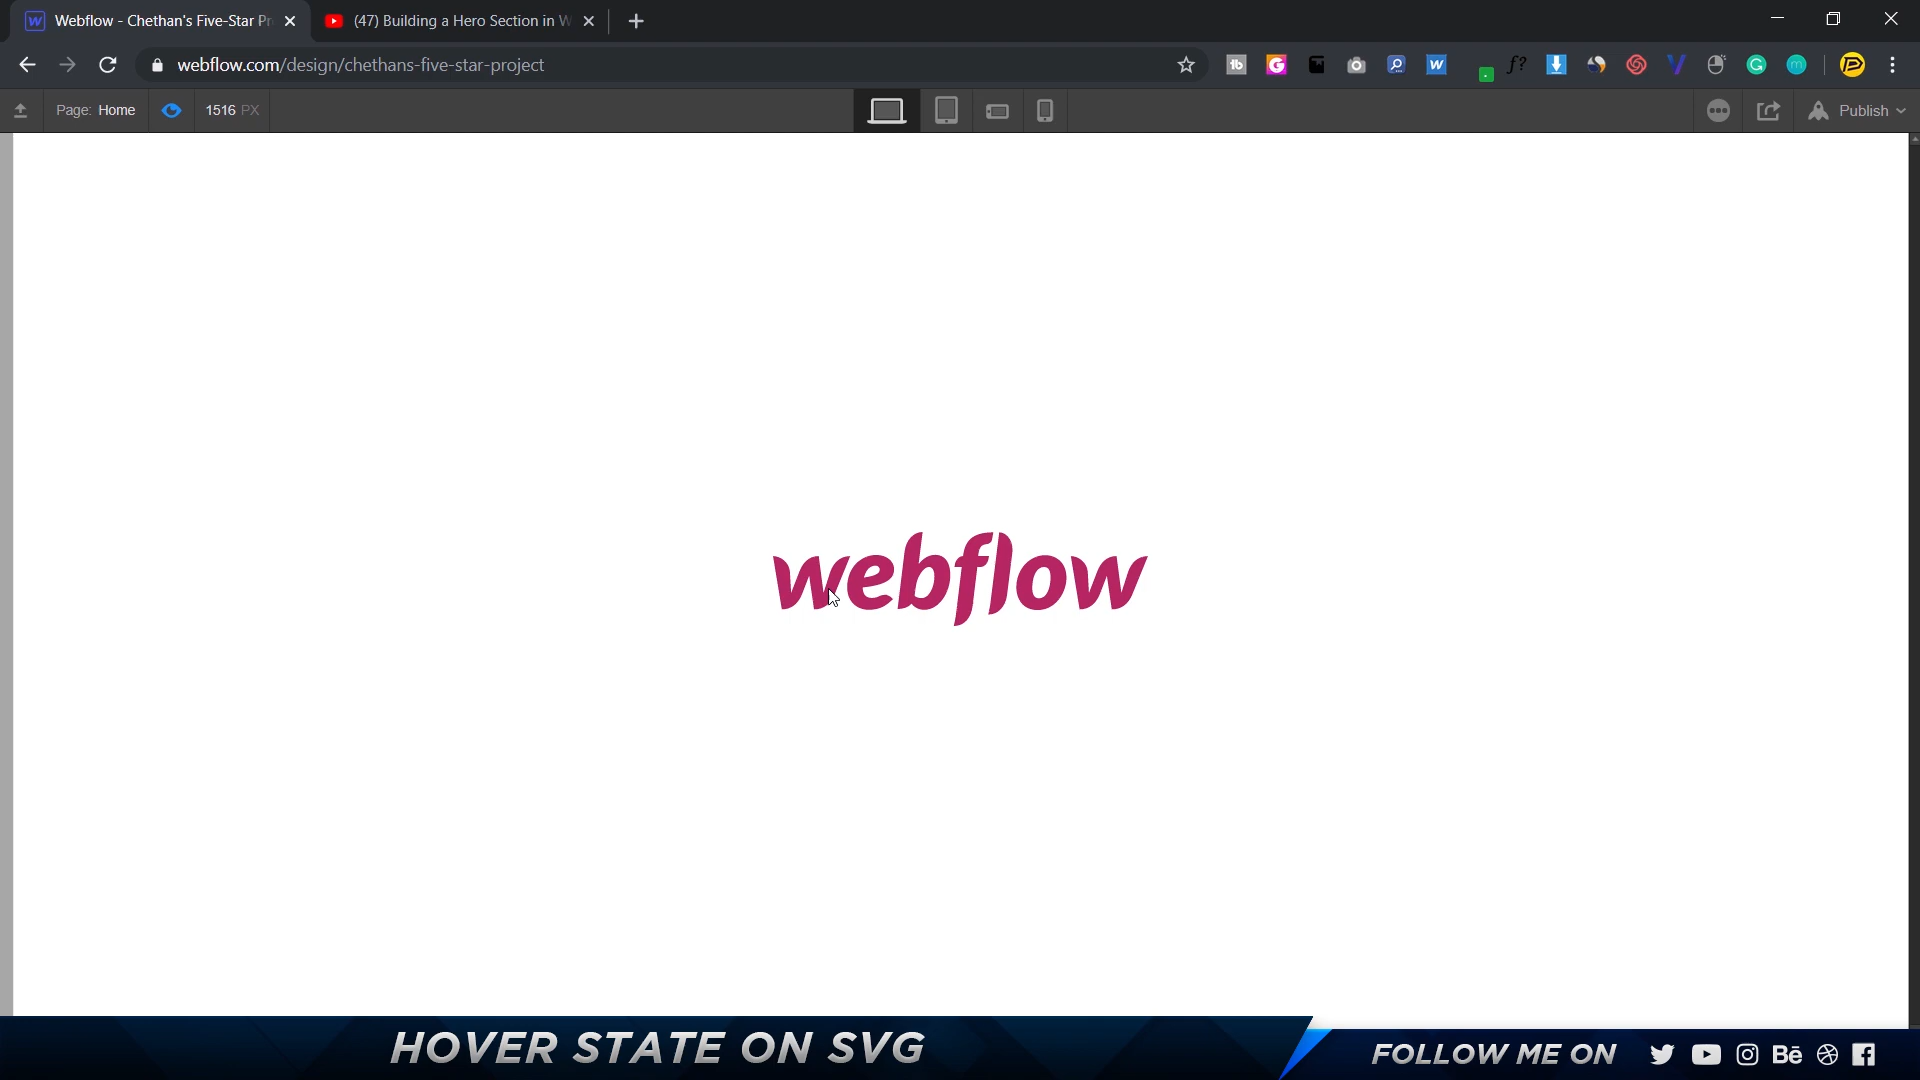 Webflow - Chethan's Five-Star Pr
(47) Building a Hero Section in W
webflow.com/design/chethans-five-star-project
Page: Home
1516 PX
Publish
webflow
HOVER STATE ON SVG
FOLLOW ME ON
Bē